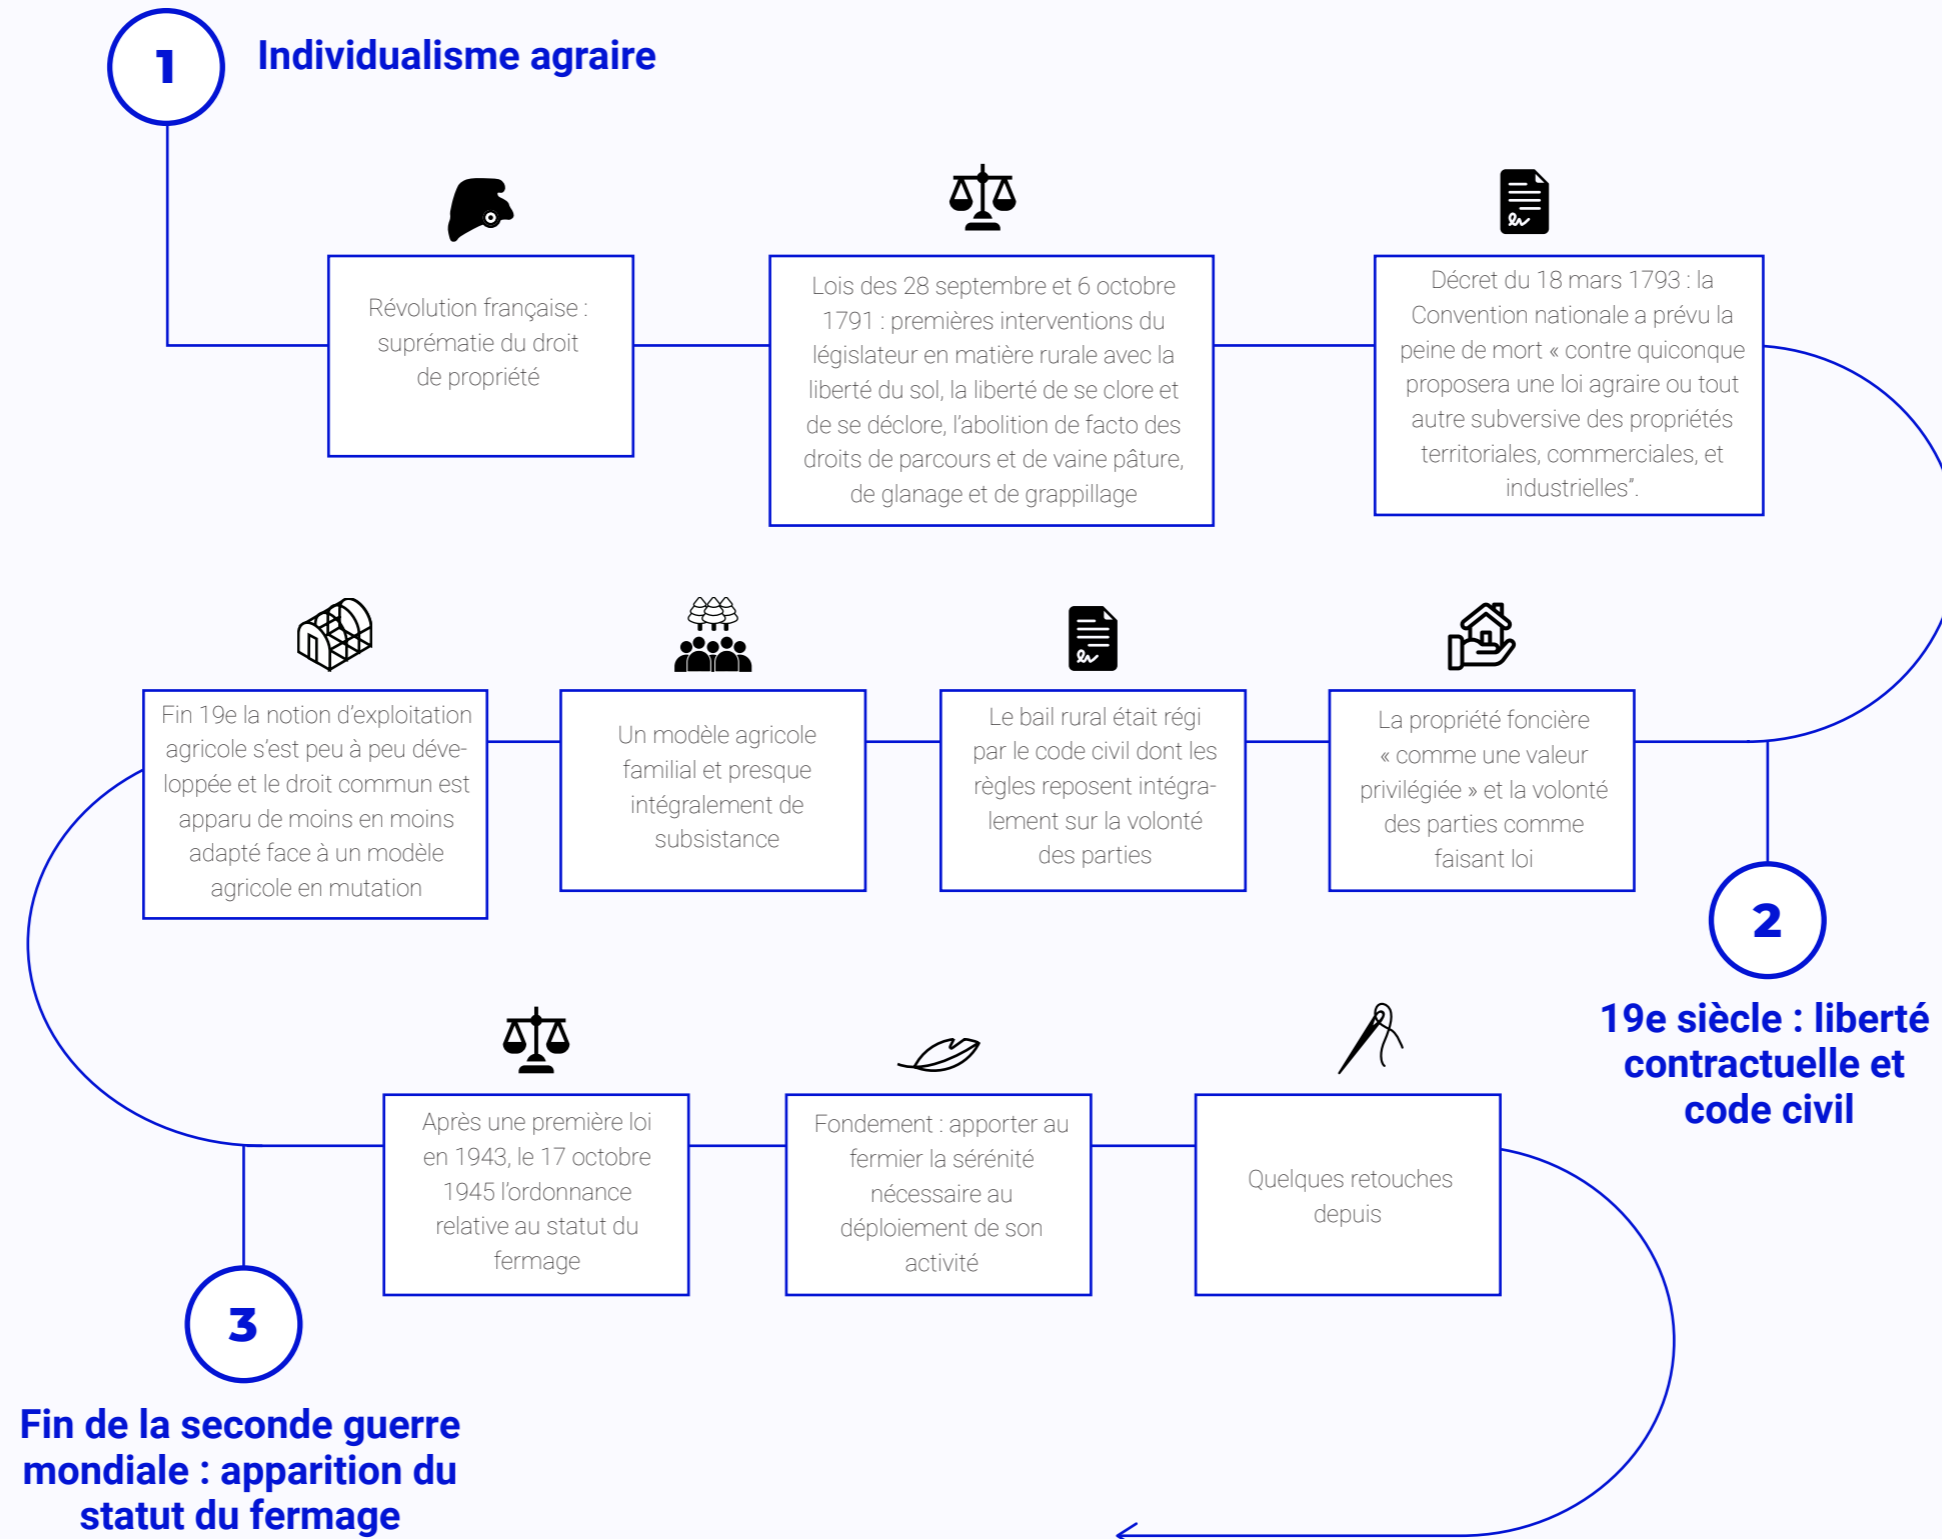 1
Individualisme agraire
Révolution française :
suprématie du droit
de propriété
Lois des 28 septembre et 6 octobre
1791 : premières interventions du
législateur en matière rurale avec la
liberté du sol, la liberté de se clore et
de se déclore, l'abolition de facto des
droits de parcours et de vaine pâture,
de glanage et de grappillage
Décret du 18 mars 1793 : la
Convention nationale a prévu la
peine de mort « contre quiconque
proposera une loi agraire ou tout
autre subversive des propriétés
territoriales, commerciales, et
industrielles".
2
19e siècle : liberté
contractuelle et
code civil
La propriété foncière
« comme une valeur
privilégiée » et la volonté
des parties comme
faisant loi
Le bail rural était régi
par le code civil dont les
règles reposent intégra-
lement sur la volonté
des parties
Un modèle agricole
familial et presque
intégralement de
subsistance
Fin 19e la notion d'exploitation
agricole s'est peu à peu déve-
loppée et le droit commun est
apparu de moins en moins
adapté face à un modèle
agricole en mutation
3
Fin de la seconde guerre
mondiale : apparition du
statut du fermage
Après une première loi
en 1943, le 17 octobre
1945 l'ordonnance
relative au statut du
fermage
Fondement : apporter au
fermier la sérénité
nécessaire au
déploiement de son
activité
Quelques retouches
depuis